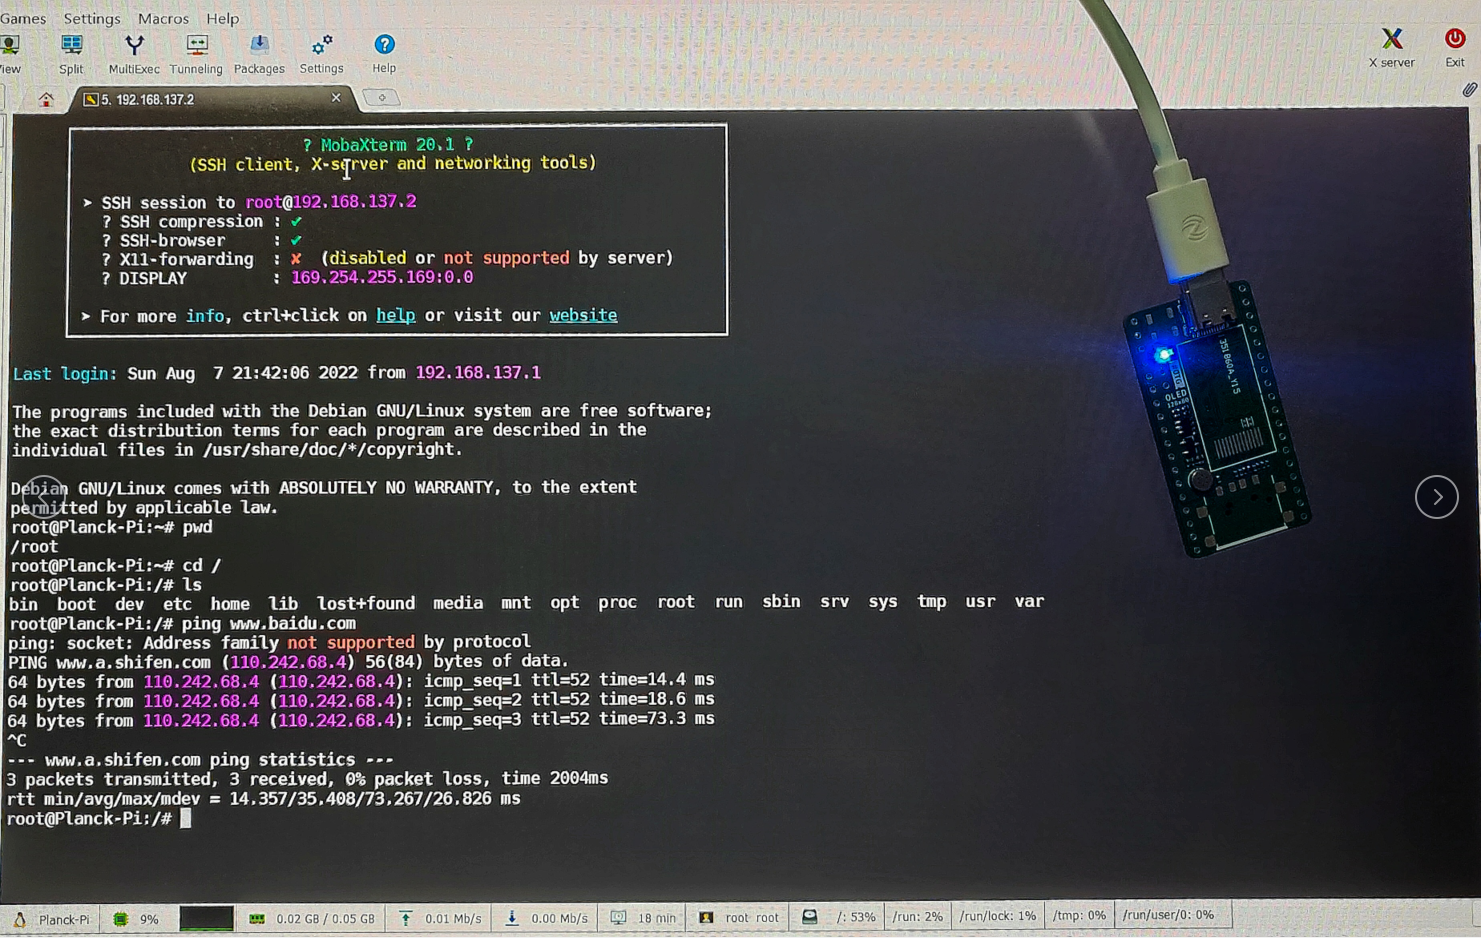 Games Settings Macros Help
Split MultiExec Tunneling Packages Settings Help X server Exit
5. 192.168.137.2
? MobaXterm 20.1 ?
(SSH client, X-server and networking tools)
➤ SSH session to root@192.168.137.2
? SSH compression : ✔
? SSH-browser : ✔
? X11-forwarding : ✘ (disabled or not supported by server)
? DISPLAY : 169.254.255.169:0.0
➤ For more info, ctrl+click on help or visit our website
Last login: Sun Aug 7 21:42:06 2022 from 192.168.137.1
The programs included with the Debian GNU/Linux system are free software;
the exact distribution terms for each program are described in the
individual files in /usr/share/doc/*/copyright.
Debian GNU/Linux comes with ABSOLUTELY NO WARRANTY, to the extent
permitted by applicable law.
root@Planck-Pi:~# pwd
/root
root@Planck-Pi:~# cd /
root@Planck-Pi:/# ls
bin boot dev etc home lib lost+found media mnt opt proc root run sbin srv sys tmp usr var
root@Planck-Pi:/# ping www.baidu.com
ping: socket: Address family not supported by protocol
PING www.a.shifen.com (110.242.68.4) 56(84) bytes of data.
64 bytes from 110.242.68.4 (110.242.68.4): icmp_seq=1 ttl=52 time=14.4 ms
64 bytes from 110.242.68.4 (110.242.68.4): icmp_seq=2 ttl=52 time=18.6 ms
64 bytes from 110.242.68.4 (110.242.68.4): icmp_seq=3 ttl=52 time=73.3 ms
^C
--- www.a.shifen.com ping statistics ---
3 packets transmitted, 3 received, 0% packet loss, time 2004ms
rtt min/avg/max/mdev = 14.357/35.408/73.267/26.826 ms
root@Planck-Pi:/#
OLED
Planck-Pi 9% 0.02 GB / 0.05 GB 0.01 Mb/s 0.00 Mb/s 18 min root root /: 53% /run: 2% /run/lock: 1% /tmp: 0% /run/user/0: 0%